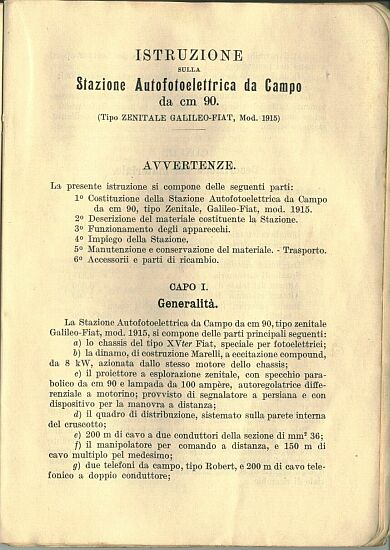 ISTRUZIONE
SULLA
Stazione Autofotoelettrica da Campo
da cm 90.
(Tipo ZENITALE GALILEO-FIAT, Mod. 1915)
AVVERTENZE.
La presente istruzione si compone delle seguenti parti:
1º Costituzione della Stazione Autofotoelettrica da Campo
da cm 90, tipo Zenitale, Galileo-Fiat, mod. 1915.
2º Descrizione del materiale costituente la Stazione.
3º Funzionamento degli apparecchi.
4º Impiego della Stazione.
5º Manutenzione e conservazione del materiale. - Trasporto.
6º Accessorii e parti di ricambio.
CAPO I.
Generalità.
La Stazione Autofotoelettrica da Campo da cm 90, tipo zenitale
Galileo-Fiat, mod. 1915, si compone delle parti principali seguenti:
a) lo chassis del tipo XVter Fiat, speciale per fotoelettrici;
b) la dinamo, di costruzione Marelli, a eccitazione compound,
da 8 kW, azionata dallo stesso motore dello chassis;
c) il proiettore a esplorazione zenitale, con specchio para-
bolico da cm 90 e lampada da 100 ampère, autoregolatrice diffe-
renziale a motorino; provvisto di segnalatore a persiana e con
dispositivo per la manovra a distanza;
d) il quadro di distribuzione, sistemato sulla parete interna
del cruscotto;
e) 200 m di cavo a due conduttori della sezione di mm² 36;
f) il manipolatore per comando a distanza, e 150 m di
cavo multiplo pel medesimo;
g) due telefoni da campo, tipo Robert, e 200 m di cavo tele-
fonico a doppio conduttore;